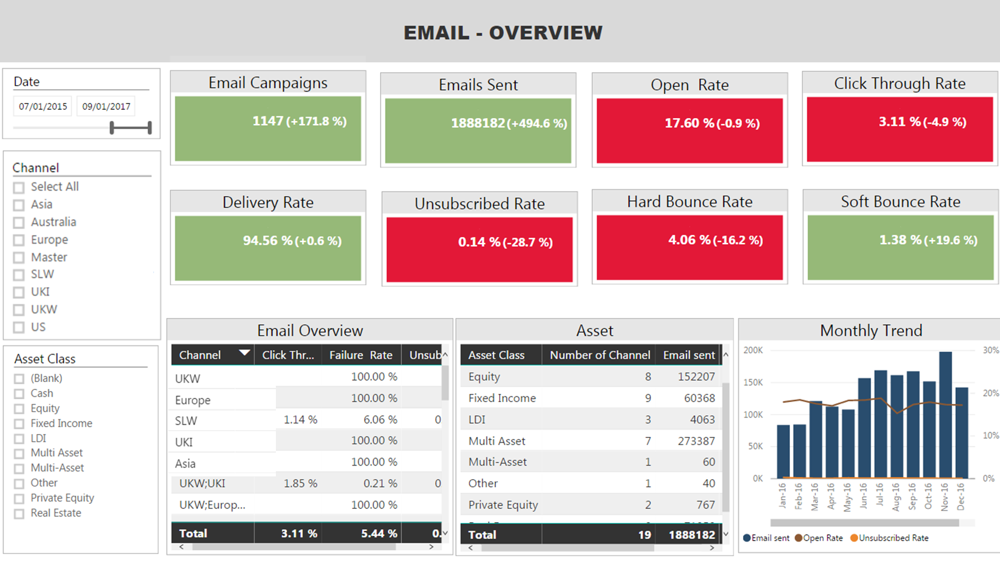 EMAIL - OVERVIEW
Date
07/01/2015 09/01/2017
Channel
Select All
Asia
Australia
Europe
Master
SLW
UKI
UKW
US
Asset Class
(Blank)
Cash
Equity
Fixed Income
LDI
Multi Asset
Multi-Asset
Other
Private Equity
Real Estate
Email Campaigns
1147 (+171.8 %)
Emails Sent
1888182 (+494.6 %)
Open Rate
17.60 % (-0.9 %)
Click Through Rate
3.11 % (-4.9 %)
Delivery Rate
94.56 % (+0.6 %)
Unsubscribed Rate
0.14 % (-28.7 %)
Hard Bounce Rate
4.06 % (-16.2 %)
Soft Bounce Rate
1.38 % (+19.6 %)
Email Overview
Channel Click Thr... Failure Rate Unsub
UKW 100.00 %
Europe 100.00 %
SLW 1.14 % 6.06 % 0
UKI 100.00 %
Asia 100.00 %
UKW;UKI 1.85 % 0.21 % 0
UKW;Europ... 100.00 %
Total 3.11 % 5.44 % 0.
Asset
Asset Class Number of Channel Email sent
Equity 8 152207
Fixed Income 9 60368
LDI 3 4063
Multi Asset 7 273387
Multi-Asset 1 60
Other 1 40
Private Equity 2 767
Total 19 1888182
Monthly Trend
200K 30%
150K
20%
100K
10%
50K
0K 0%
Jan-16 Feb-16 Mar-16 Apr-16 May-16 Jun-16 Jul-16 Aug-16 Sep-16 Oct-16 Nov-16 Dec-16
Email sent Open Rate Unsubscribed Rate